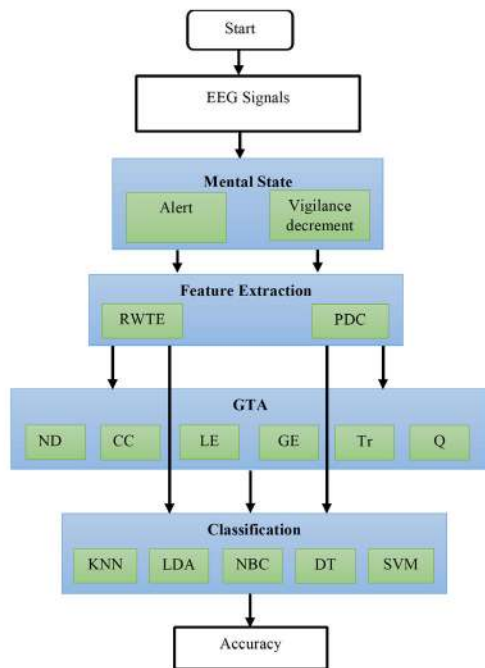 Start
EEG Signals
Mental State
Alert
Vigilance
decrement
Feature Extraction
RWTE
PDC
GTA
ND
CC
LE
GE
Tr
Q
Classification
KNN
LDA
NBC
DT
SVM
Accuracy